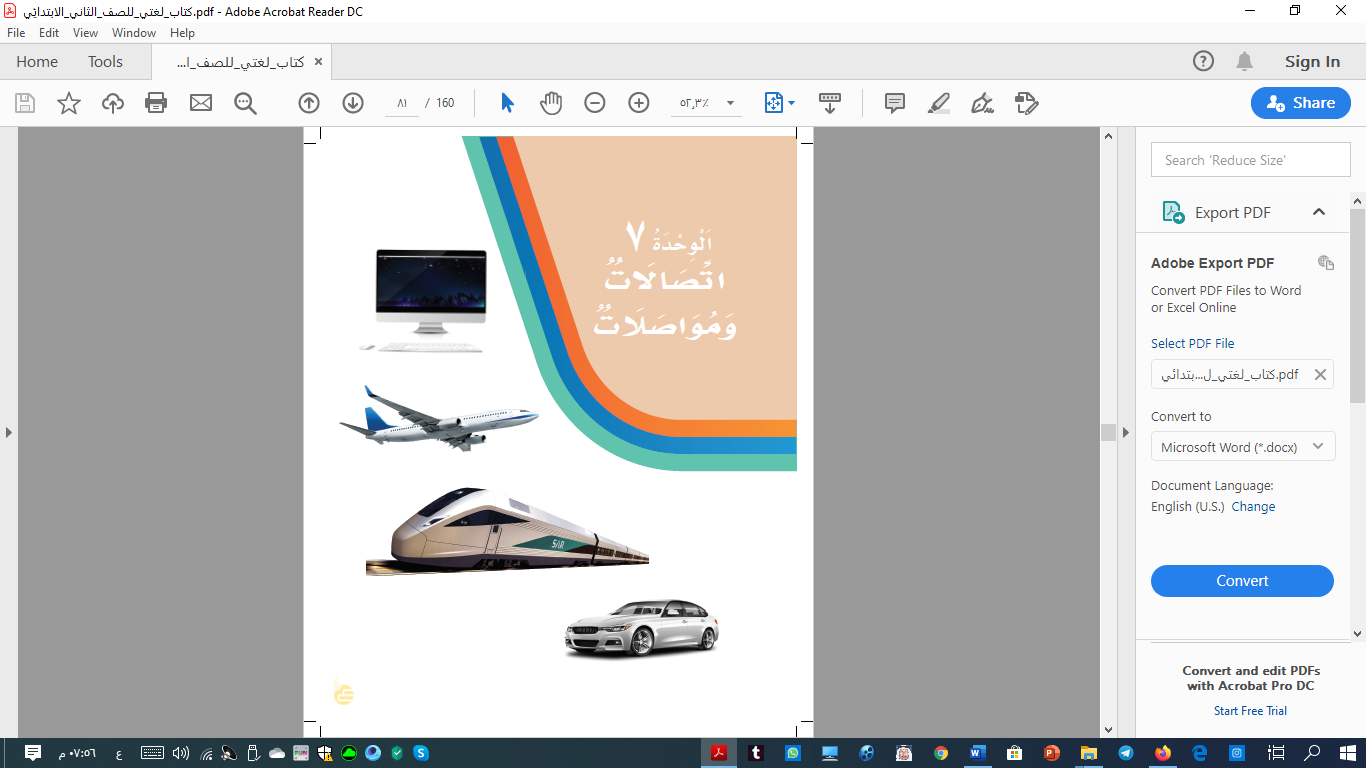 كتاب_لغتي_للصف_الثاني_الابتدائي.pdf - Adobe Acrobat Reader DC
File Edit View Window Help
Home Tools كتاب_لغتي_للصف_ا... × Sign In
٨١ / 160 ٥٢,٣٪ Share
اَلْوِحْدَةُ ٧
اتِّصَالَاتٌ
وَمُوَاصَلَاتٌ
SAR
Search 'Reduce Size'
Export PDF
Adobe Export PDF
Convert PDF Files to Word
or Excel Online
Select PDF File
كتاب_لغتي_ل...بتدائي.pdf
Convert to
Microsoft Word (*.docx)
Document Language:
English (U.S.) Change
Convert
Convert and edit PDFs
with Acrobat Pro DC
Start Free Trial
٠٧:٥٦ م ع